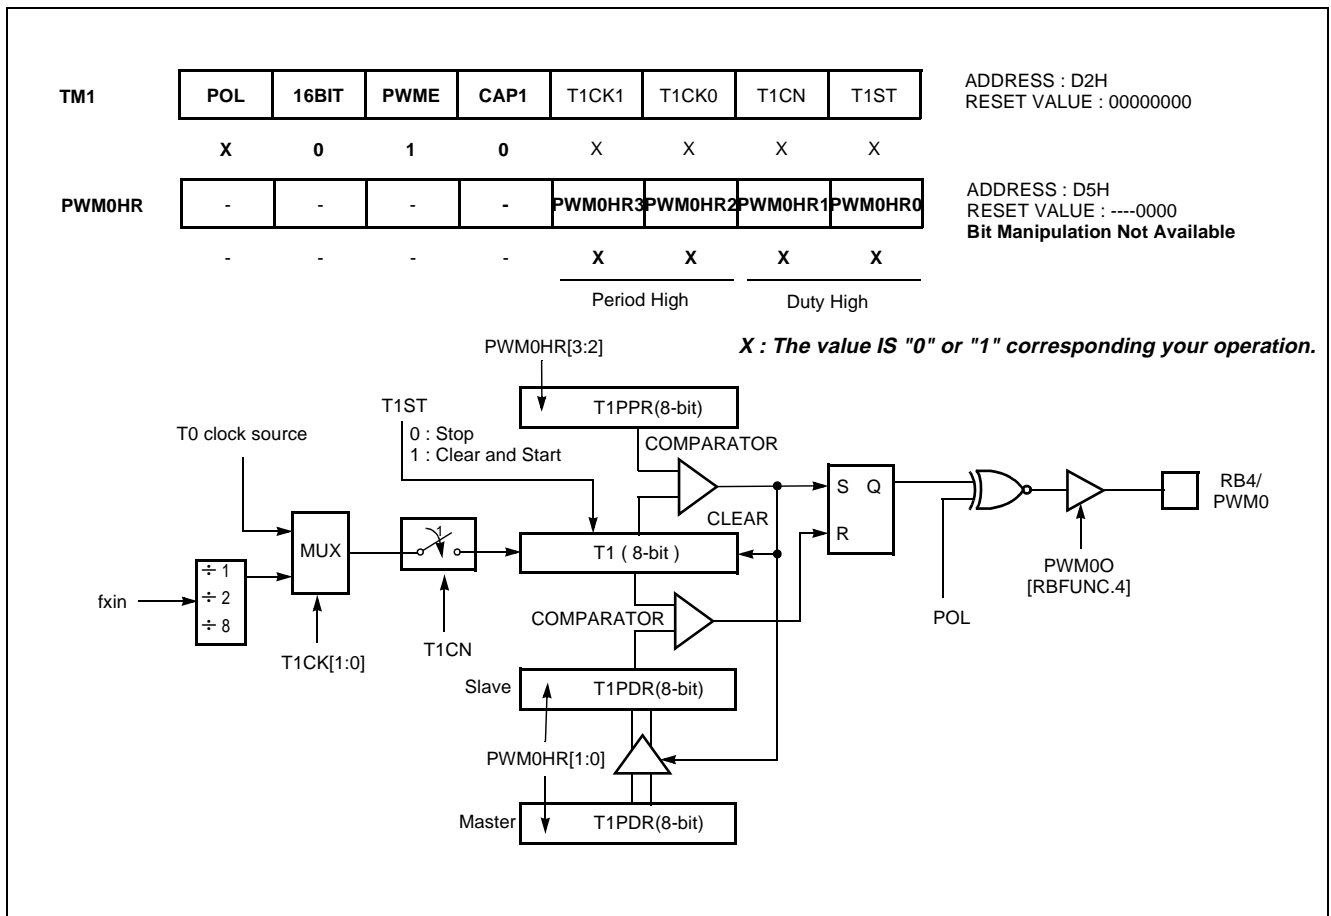 TM1 POL 16BIT PWME CAP1 T1CK1 T1CK0 T1CN T1ST
ADDRESS : D2H
RESET VALUE : 00000000
X 0 1 0 X X X X
PWM0HR - - - - PWM0HR3 PWM0HR2 PWM0HR1 PWM0HR0
ADDRESS : D5H
RESET VALUE : ----0000
Bit Manipulation Not Available
- - - - X X X X
Period High Duty High
X : The value IS "0" or "1" corresponding your operation.
PWM0HR[3:2]
T1PPR(8-bit)
T1ST
0 : Stop
1 : Clear and Start
T0 clock source
COMPARATOR
S Q
R
RB4/
PWM0
CLEAR
MUX
1
T1 ( 8-bit )
÷ 1
÷ 2
÷ 8
fxin
PWM0O
[RBFUNC.4]
POL
COMPARATOR
T1CK[1:0]
T1CN
Slave
T1PDR(8-bit)
PWM0HR[1:0]
Master
T1PDR(8-bit)